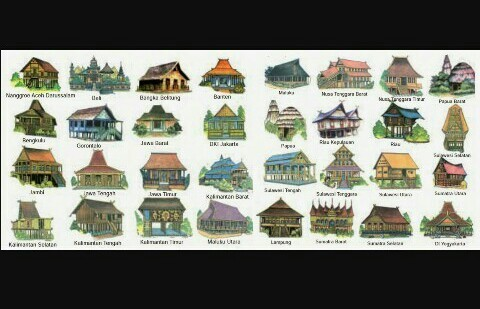 Nanggroe Aceh Darussalam Bali Bangka Belitung Banten Maluku Nusa Tenggara Barat Nusa Tenggara Timur Papua Barat
Bengkulu Gorontalo Jawa Barat DKI Jakarta Papua Riau Kepulauan Riau Sulawesi Selatan
Jambi Jawa Tengah Jawa Timur Kalimantan Barat Sulawesi Tengah Sulawesi Tenggara Sulawesi Utara Sumatra Utara
Kalimantan Selatan Kalimantan Tengah Kalimantan Timur Maluku Utara Lampung Sumatra Barat Sumatra Selatan DI Yogyakarta